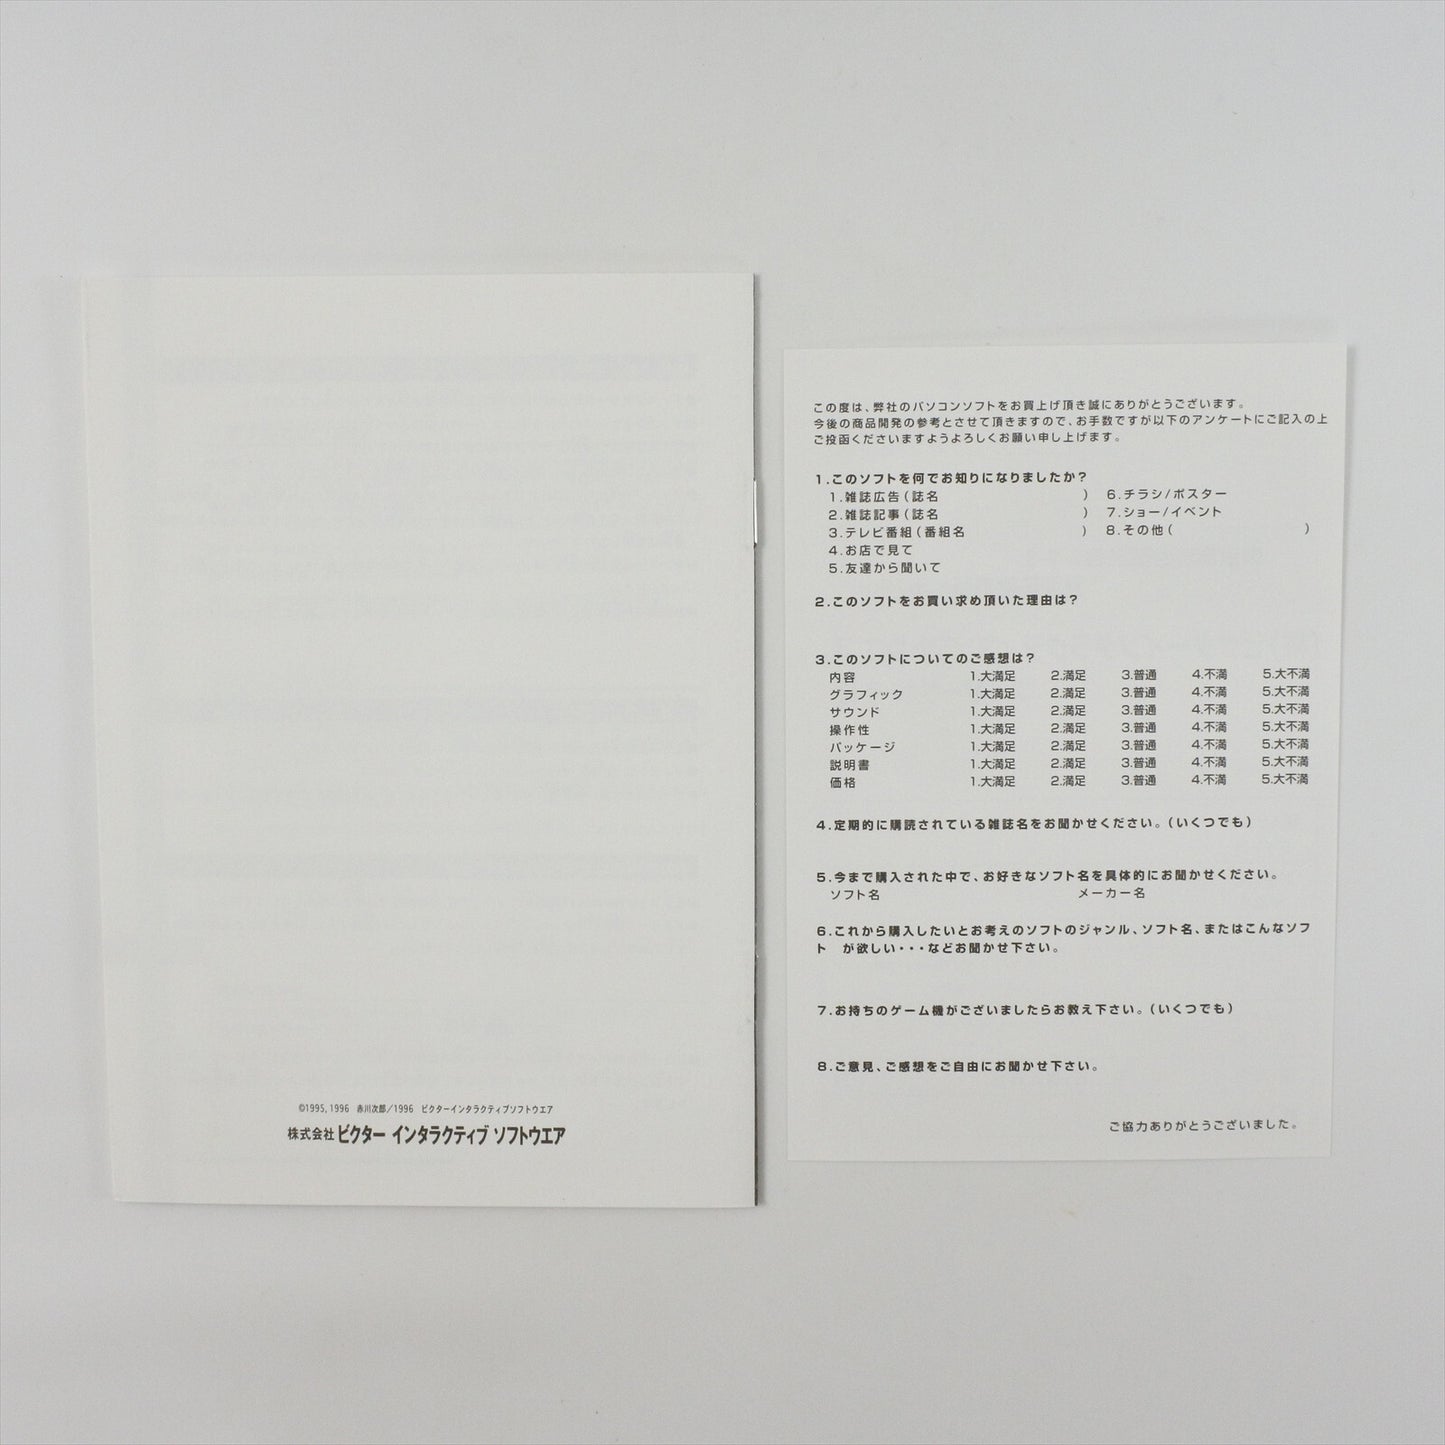 ©1995, 1996　赤川次郎／1996　ビクターインタラクティブソフトウエア
株式会社 ビクター インタラクティブ ソフトウエア
この度は、弊社のパソコンソフトをお買上げ頂き誠にありがとうございます。
今後の商品開発の参考とさせて頂きますので、お手数ですが以下のアンケートにご記入の上
ご投函くださいますようよろしくお願い申し上げます。
1.このソフトを何でお知りになりましたか？
1.雑誌広告（誌名　　　　　　　　　　）　6.チラシ/ポスター
2.雑誌記事（誌名　　　　　　　　　　）　7.ショー/イベント
3.テレビ番組（番組名　　　　　　　　）　8.その他（　　　　　　　　　　）
4.お店で見て
5.友達から聞いて
2.このソフトをお買い求め頂いた理由は？
3.このソフトについてのご感想は？
内容　1.大満足　2.満足　3.普通　4.不満　5.大不満
グラフィック　1.大満足　2.満足　3.普通　4.不満　5.大不満
サウンド　1.大満足　2.満足　3.普通　4.不満　5.大不満
操作性　1.大満足　2.満足　3.普通　4.不満　5.大不満
パッケージ　1.大満足　2.満足　3.普通　4.不満　5.大不満
説明書　1.大満足　2.満足　3.普通　4.不満　5.大不満
価格　1.大満足　2.満足　3.普通　4.不満　5.大不満
4.定期的に購読されている雑誌名をお聞かせください。（いくつでも）
5.今まで購入された中で、お好きなソフト名を具体的にお聞かせください。
ソフト名　　　　　　　　　　メーカー名
6.これから購入したいとお考えのソフトのジャンル、ソフト名、またはこんなソフ
ト　が欲しい・・・などお聞かせ下さい。
7.お持ちのゲーム機がございましたらお教え下さい。（いくつでも）
8.ご意見、ご感想をご自由にお聞かせ下さい。
ご協力ありがとうございました。